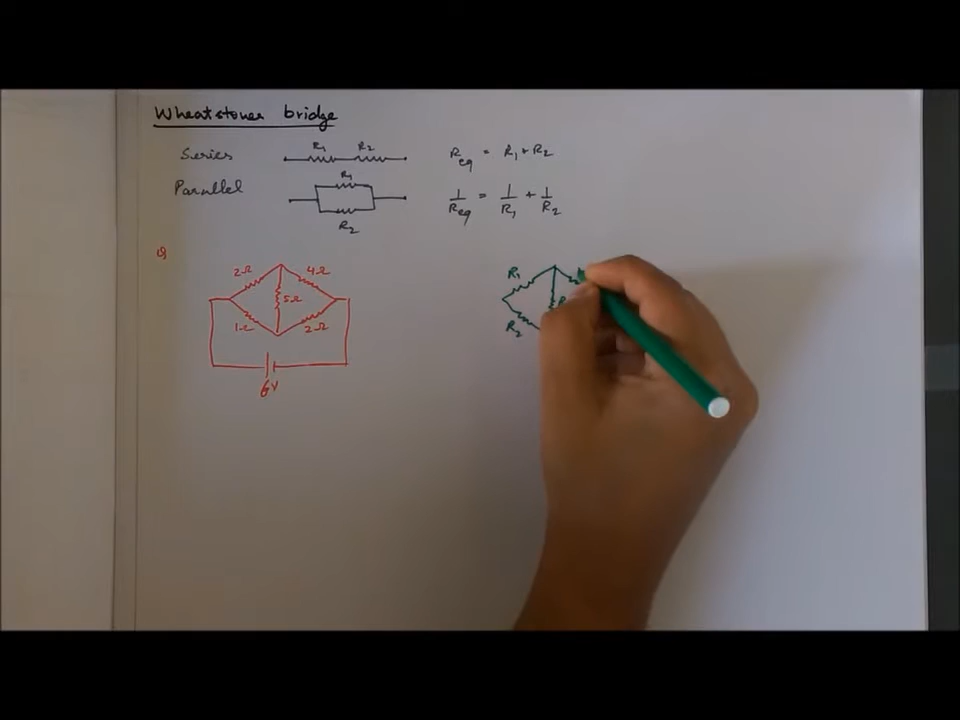 Wheatstones bridge
Series R1 R2 Req = R1 + R2
Parallel R1 R2 1/Req = 1/R1 + 1/R2
2Ω 4Ω
5Ω
1Ω 2Ω
6V
R1
R2